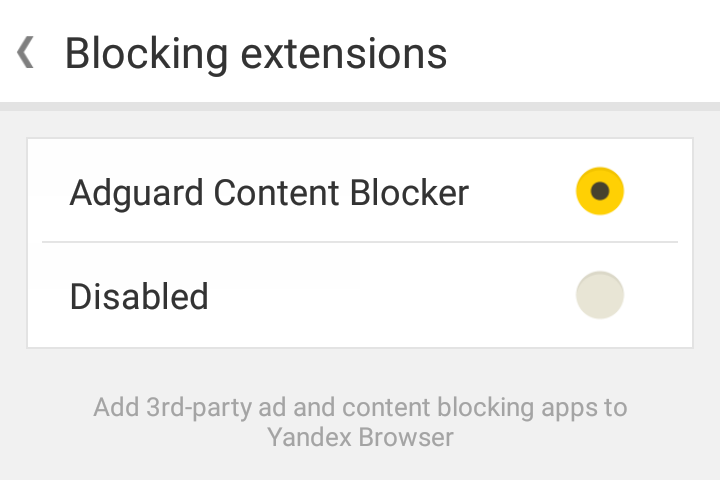 Blocking extensions
Adguard Content Blocker
Disabled
Add 3rd-party ad and content blocking apps to
Yandex Browser